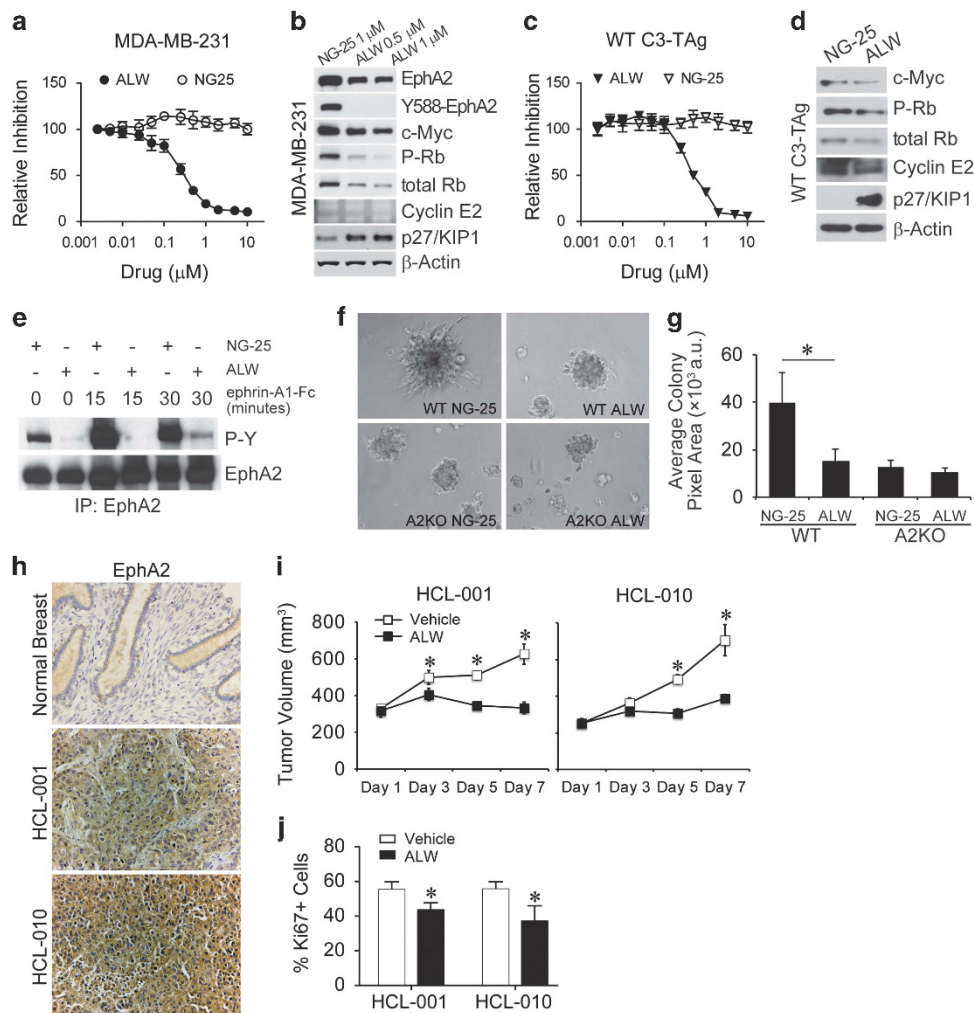 a
MDA-MB-231
ALW NG25
Relative Inhibition
150
100
50
0
0.001 0.01 0.1 1 10
Drug (µM)
b
NG-25 1 µM
ALW 0.5 µM
ALW 1 µM
MDA-MB-231
EphA2
Y588-EphA2
c-Myc
P-Rb
total Rb
Cyclin E2
p27/KIP1
β-Actin
c
WT C3-TAg
ALW NG-25
Relative Inhibition
150
100
50
0
0.001 0.01 0.1 1 10
Drug (µM)
d
NG-25
ALW
WT C3-TAg
c-Myc
P-Rb
total Rb
Cyclin E2
p27/KIP1
β-Actin
e
+ - + - + - NG-25
- + - + - + ALW
0 0 15 15 30 30 ephrin-A1-Fc
(minutes)
P-Y
EphA2
IP: EphA2
f
WT NG-25
WT ALW
A2KO NG-25
A2KO ALW
g
Average Colony
Pixel Area (×10³ a.u.)
60
40
20
0
*
NG-25 ALW NG-25 ALW
WT A2KO
h
EphA2
Normal Breast
HCL-001
HCL-010
i
HCL-001 HCL-010
Vehicle
ALW
Tumor Volume (mm³)
800
600
400
200
0
* * *
* *
Day 1 Day 3 Day 5 Day 7
Day 1 Day 3 Day 5 Day 7
j
Vehicle
ALW
% Ki67+ Cells
80
60
40
20
0
* *
HCL-001 HCL-010